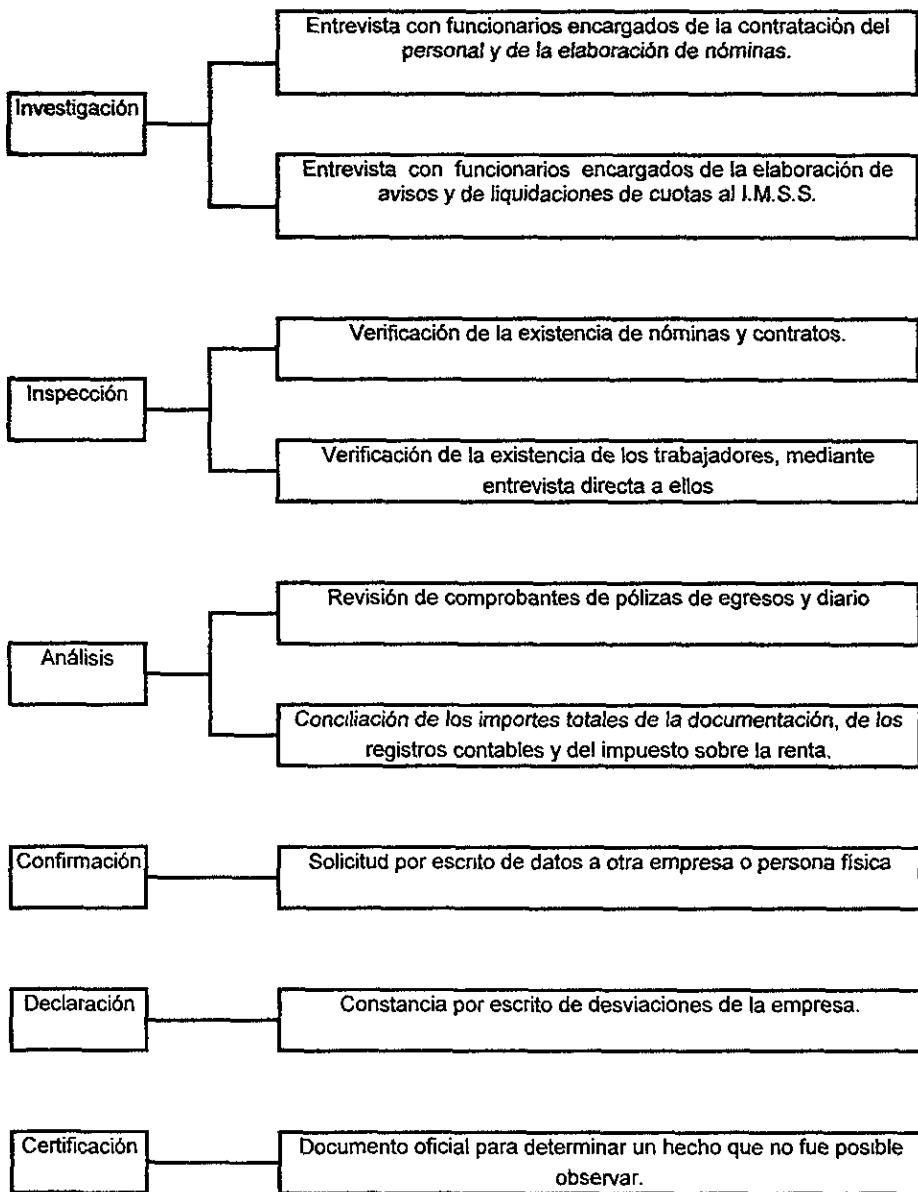 Entrevista con funcionarios encargados de la contratación del
personal y de la elaboración de nóminas.
Investigación
Entrevista con funcionarios encargados de la elaboración de
avisos y de liquidaciones de cuotas al I.M.S.S.
Verificación de la existencia de nóminas y contratos.
Inspección
Verificación de la existencia de los trabajadores, mediante
entrevista directa a ellos
Revisión de comprobantes de pólizas de egresos y diario
Análisis
Conciliación de los importes totales de la documentación, de los
registros contables y del impuesto sobre la renta.
Confirmación
Solicitud por escrito de datos a otra empresa o persona física
Declaración
Constancia por escrito de desviaciones de la empresa.
Certificación
Documento oficial para determinar un hecho que no fue posible
observar.